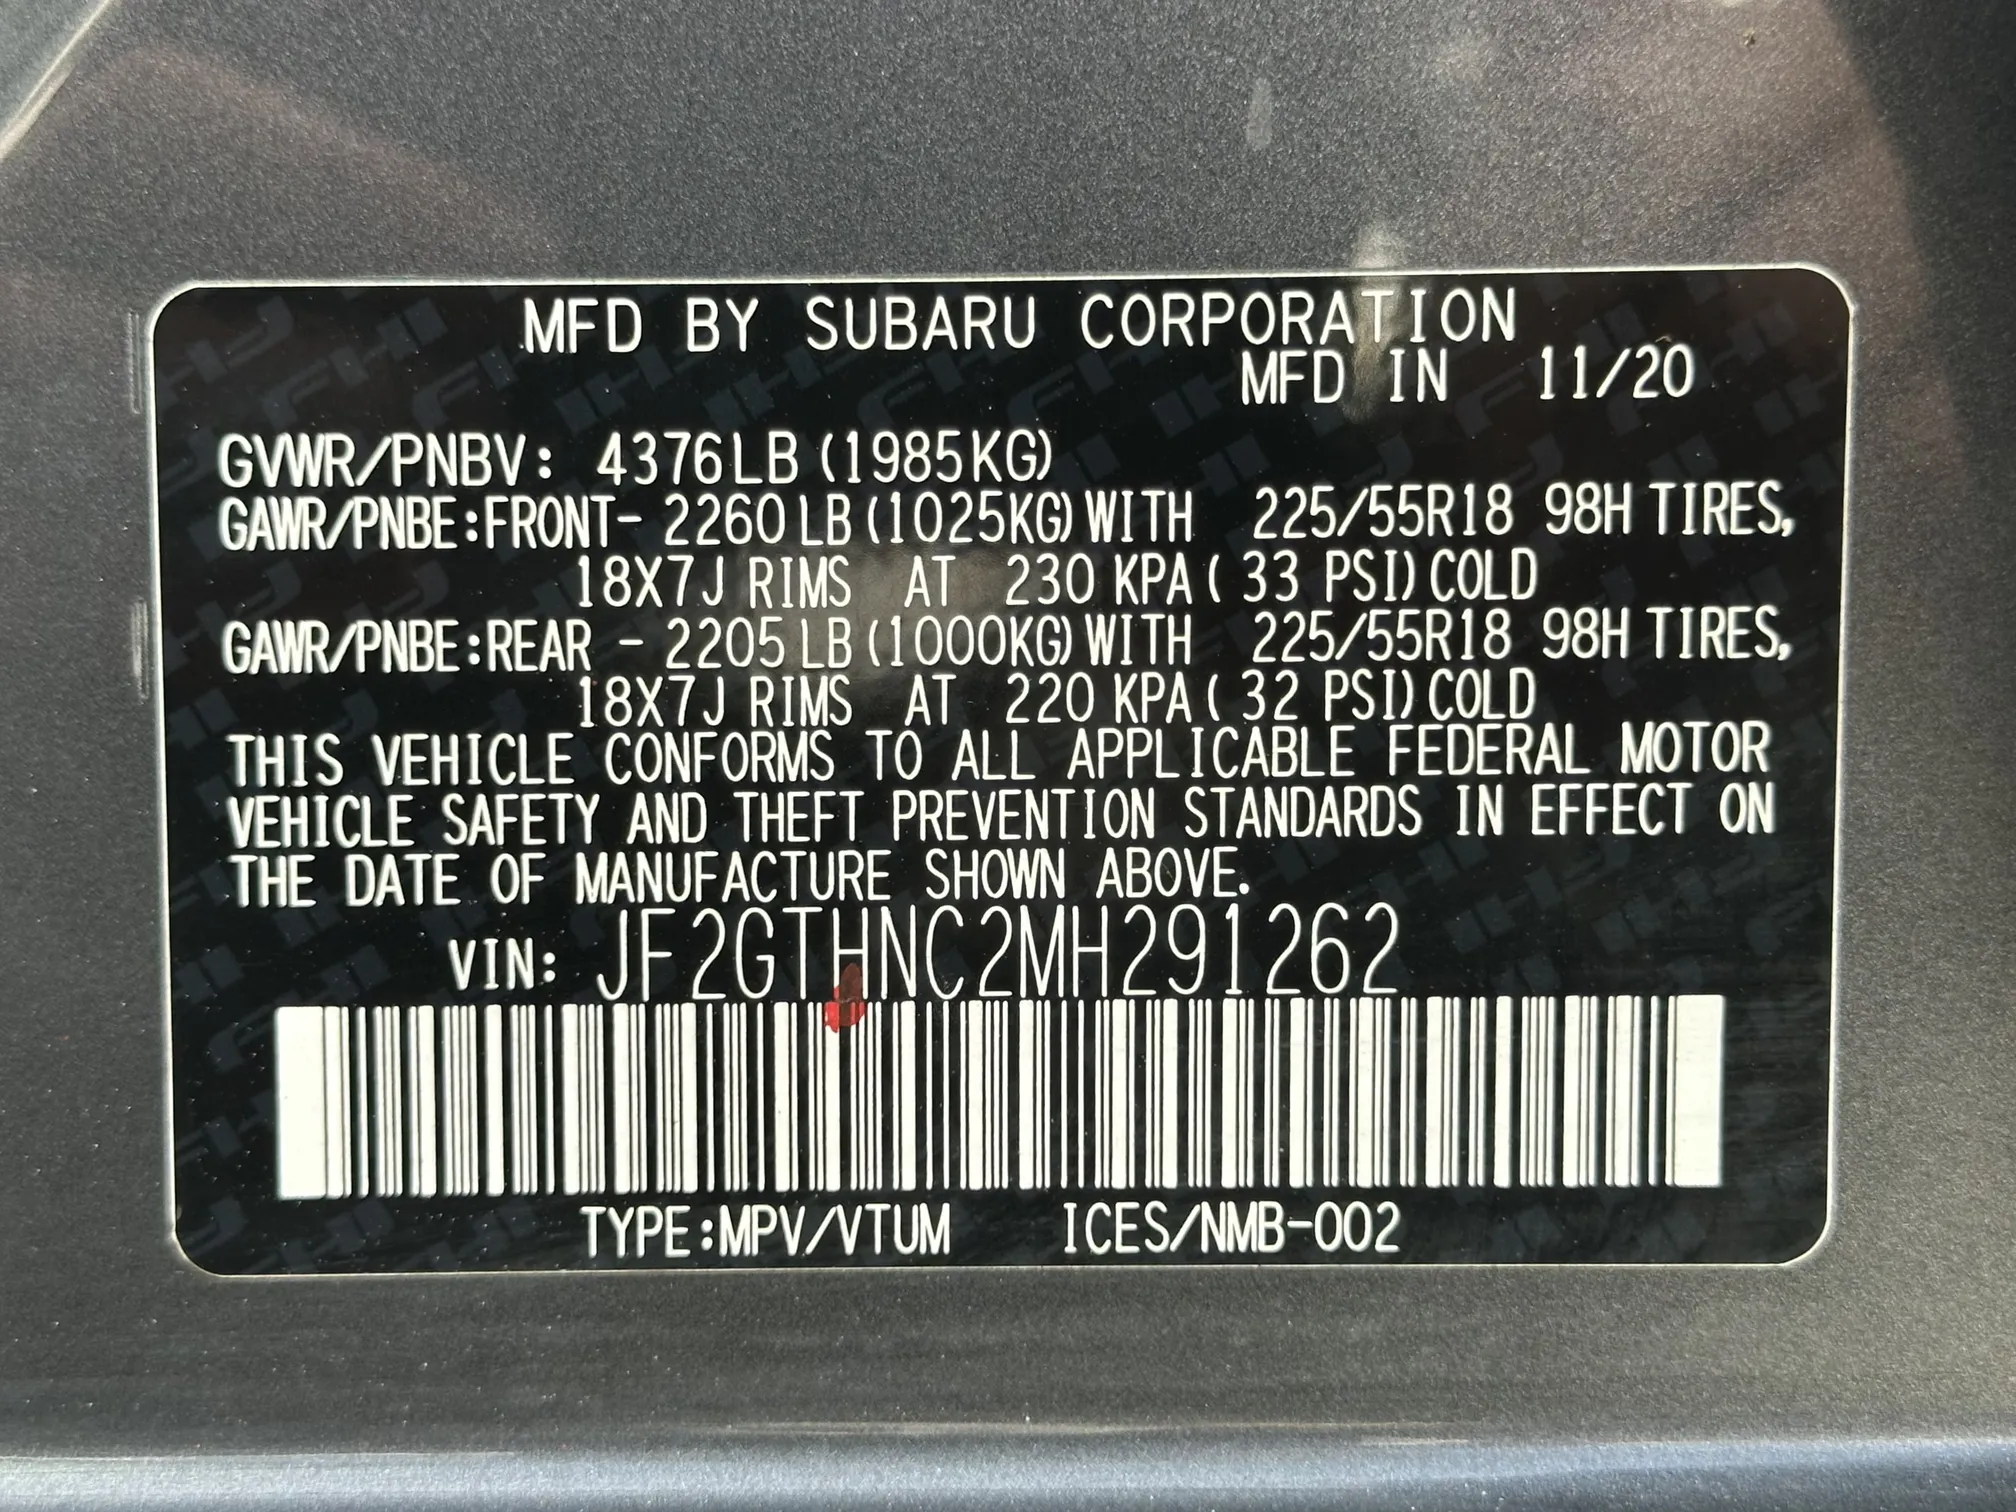 MFD BY SUBARU CORPORATION
MFD IN 11/20
GVWR/PNBV: 4376LB (1985KG)
GAWR/PNBE:FRONT- 2260LB (1025KG) WITH 225/55R18 98H TIRES,
18X7J RIMS AT 230 KPA ( 33 PSI) COLD
GAWR/PNBE:REAR - 2205LB (1000KG) WITH 225/55R18 98H TIRES,
18X7J RIMS AT 220 KPA ( 32 PSI) COLD
THIS VEHICLE CONFORMS TO ALL APPLICABLE FEDERAL MOTOR
VEHICLE SAFETY AND THEFT PREVENTION STANDARDS IN EFFECT ON
THE DATE OF MANUFACTURE SHOWN ABOVE.
VIN: JF2GTHNC2MH291262
TYPE:MPV/VTUM ICES/NMB-002